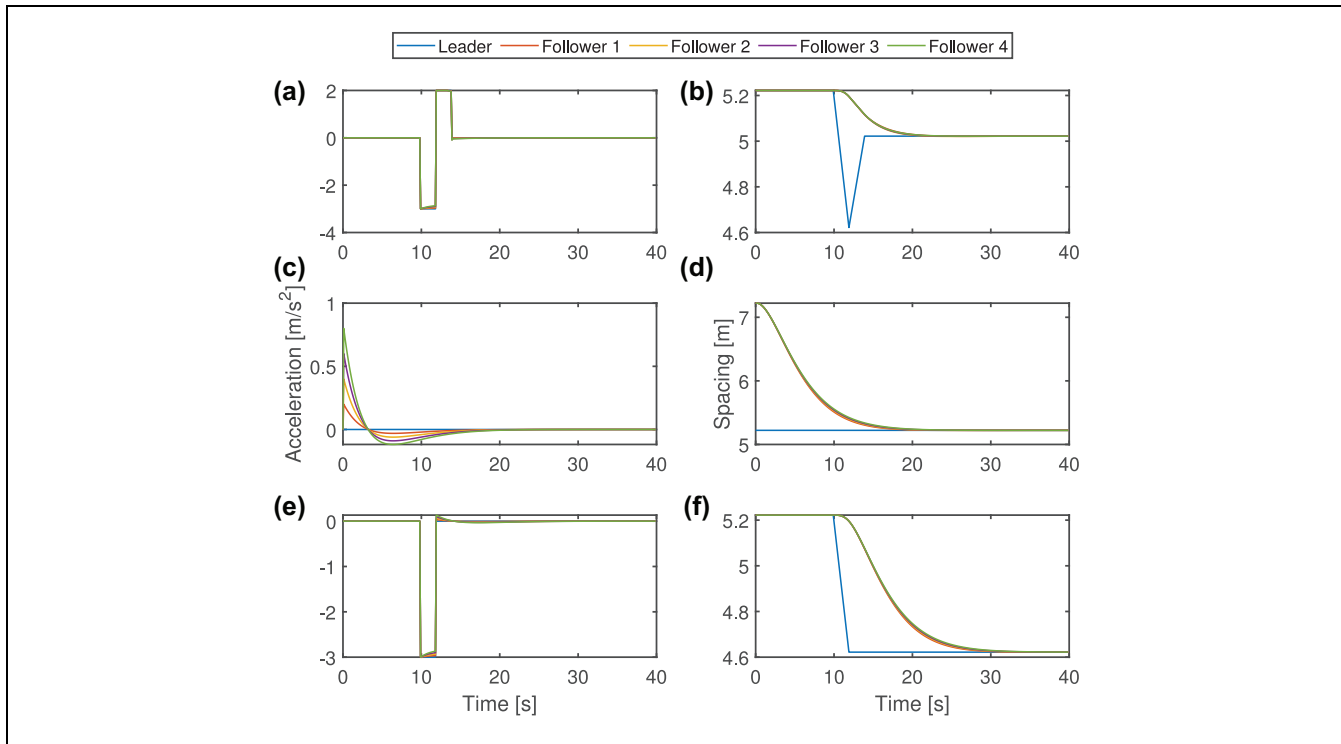 Leader Follower 1 Follower 2 Follower 3 Follower 4
(a)
2
0
-2
-4
0 10 20 30 40
(b)
5.2
5
4.8
4.6
0 10 20 30 40
(c)
Acceleration [m/s²]
1
0.5
0
0 10 20 30 40
(d)
Spacing [m]
7
6
5
0 10 20 30 40
(e)
0
-1
-2
-3
0 10 20 30 40
Time [s]
(f)
5.2
5
4.8
4.6
0 10 20 30 40
Time [s]